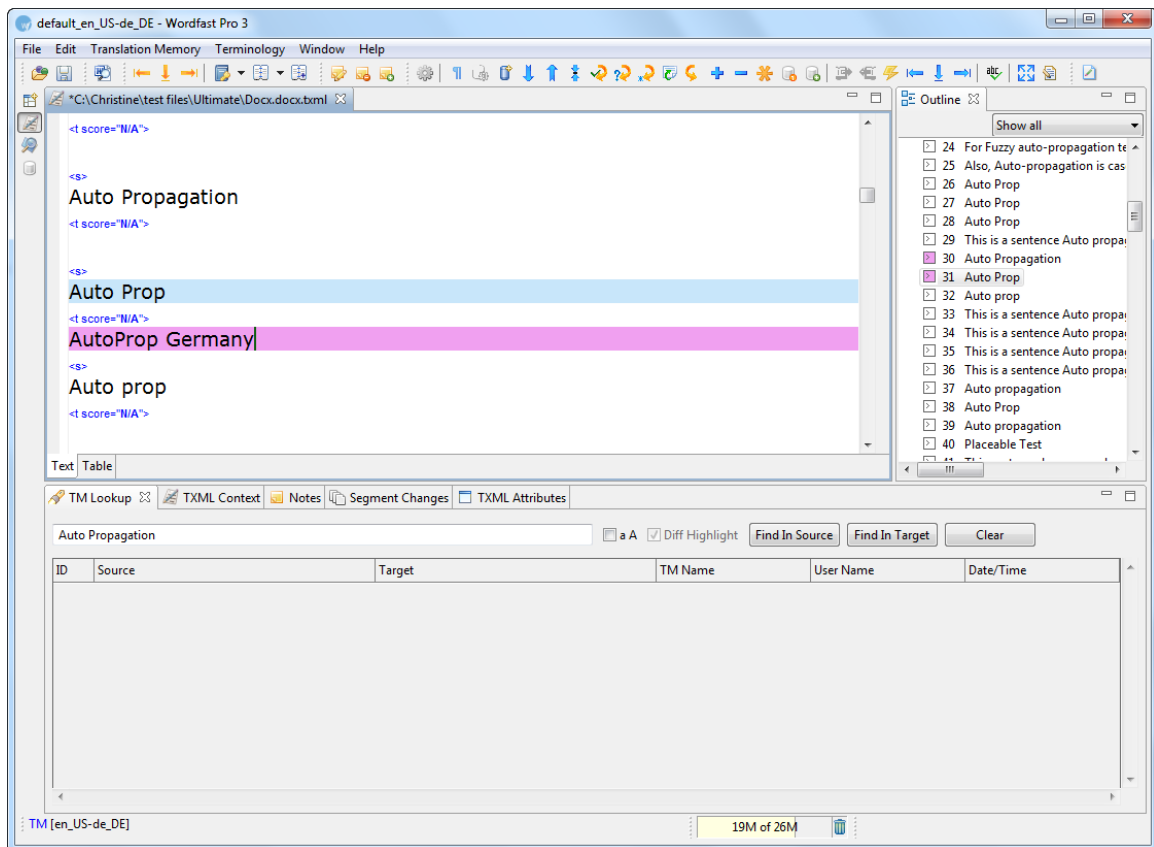 default_en_US-de_DE - Wordfast Pro 3
File Edit Translation Memory Terminology Window Help
*C:\Christine\test files\Ultimate\Docx.docx.txml
<t score="N/A">
<s>
Auto Propagation
<t score="N/A">
<s>
Auto Prop
<t score="N/A">
AutoProp Germany
<s>
Auto prop
<t score="N/A">
Text Table
Outline
Show all
24 For Fuzzy auto-propagation te
25 Also, Auto-propagation is cas
26 Auto Prop
27 Auto Prop
28 Auto Prop
29 This is a sentence Auto propa
30 Auto Propagation
31 Auto Prop
32 Auto prop
33 This is a sentence Auto propa
34 This is a sentence Auto propa
35 This is a sentence Auto propa
36 This is a sentence Auto propa
37 Auto propagation
38 Auto Prop
39 Auto propagation
40 Placeable Test
TM Lookup TXML Context Notes Segment Changes TXML Attributes
Auto Propagation a A Diff Highlight Find In Source Find In Target Clear
ID Source Target TM Name User Name Date/Time
TM [en_US-de_DE] 19M of 26M